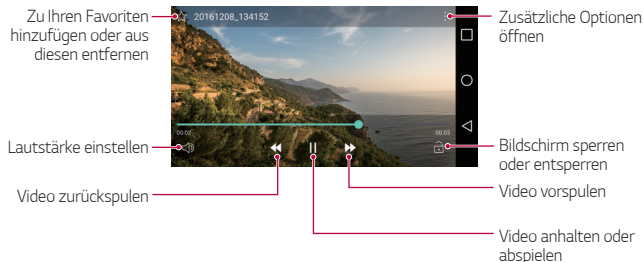 Zu Ihren Favoriten
hinzufügen oder aus
diesen entfernen
20161208_134152
Zusätzliche Optionen
öffnen
00:02
00:03
Lautstärke einstellen
Bildschirm sperren
oder entsperren
Video zurückspulen
Video vorspulen
Video anhalten oder
abspielen